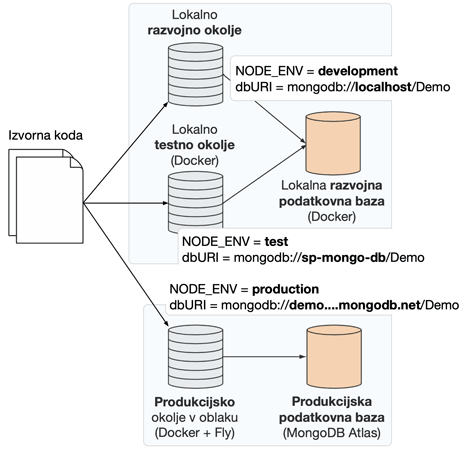 Lokalno
razvojno okolje
NODE_ENV = development
dbURI = mongodb://localhost/Demo
Izvorna koda
Lokalno
testno okolje
(Docker)
Lokalna razvojna
podatkovna baza
(Docker)
NODE_ENV = test
dbURI = mongodb://sp-mongo-db/Demo
NODE_ENV = production
dbURI = mongodb://demo....mongodb.net/Demo
Produkcijsko
okolje v oblaku
(Docker + Fly)
Produkcijska
podatkovna baza
(MongoDB Atlas)